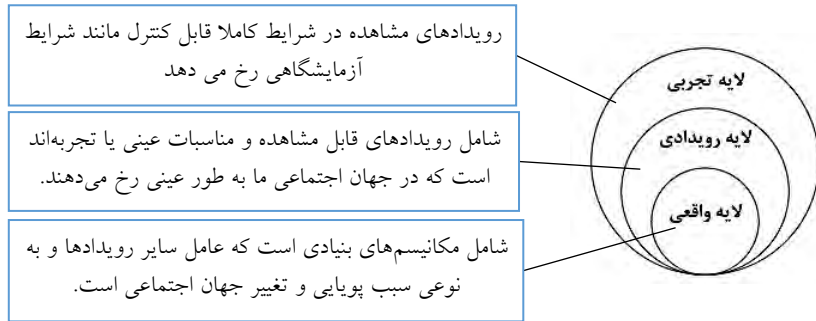 رویدادهای مشاهده در شرایط کاملا قابل کنترل مانند شرایط
آزمایشگاهی رخ می دهد
شامل رویدادهای قابل مشاهده و مناسبات عینی یا تجربه‌اند
است که در جهان اجتماعی ما به طور عینی رخ می‌دهند.
شامل مکانیسم‌های بنیادی است که عامل سایر رویدادها و به
نوعی سبب پویایی و تغییر جهان اجتماعی است.
لایه تجربی
لایه رویدادی
لایه واقعی